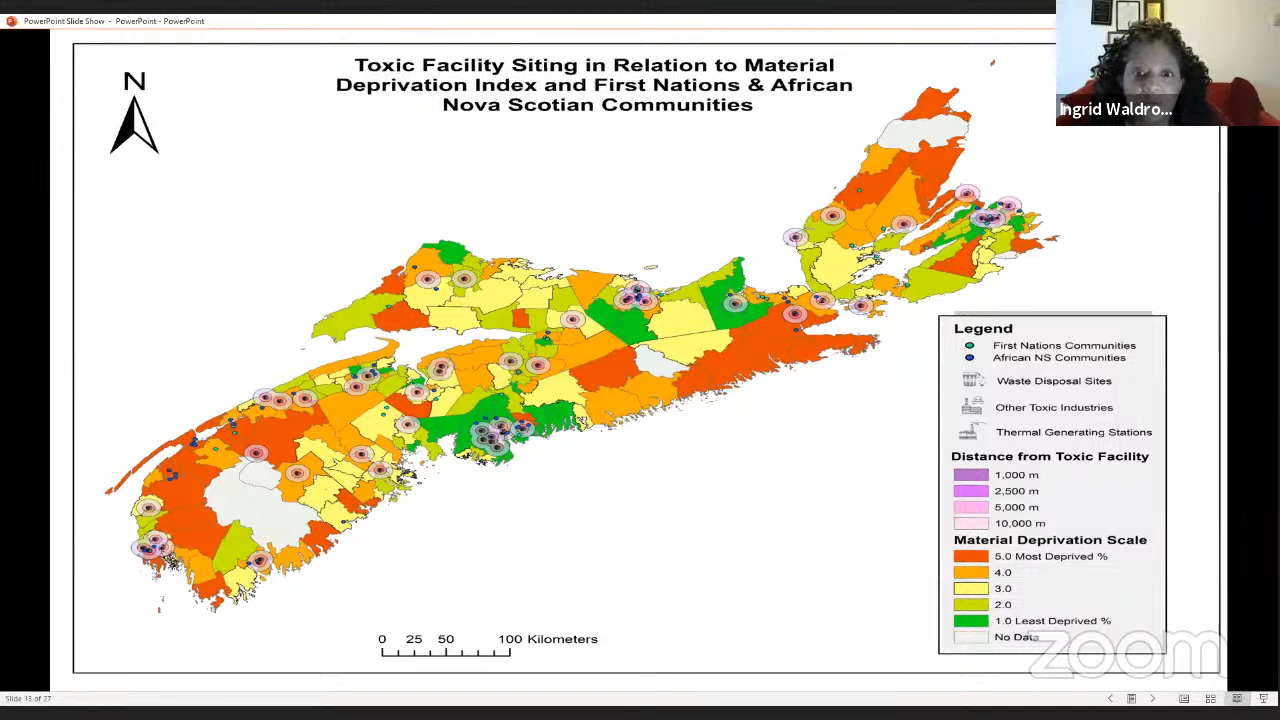 PowerPoint Slide Show - PowerPoint - PowerPoint
Ingrid Waldro...
Toxic Facility Siting in Relation to Material
Deprivation Index and First Nations & African
Nova Scotian Communities
N
Legend
First Nations Communities
African NS Communities
Waste Disposal Sites
Other Toxic Industries
Thermal Generating Stations
Distance from Toxic Facility
1,000 m
2,500 m
5,000 m
10,000 m
Material Deprivation Scale
5.0 Most Deprived %
4.0
3.0
2.0
1.0 Least Deprived %
No Data
0 25 50 100 Kilometers
zoom
Slide 13 of 27